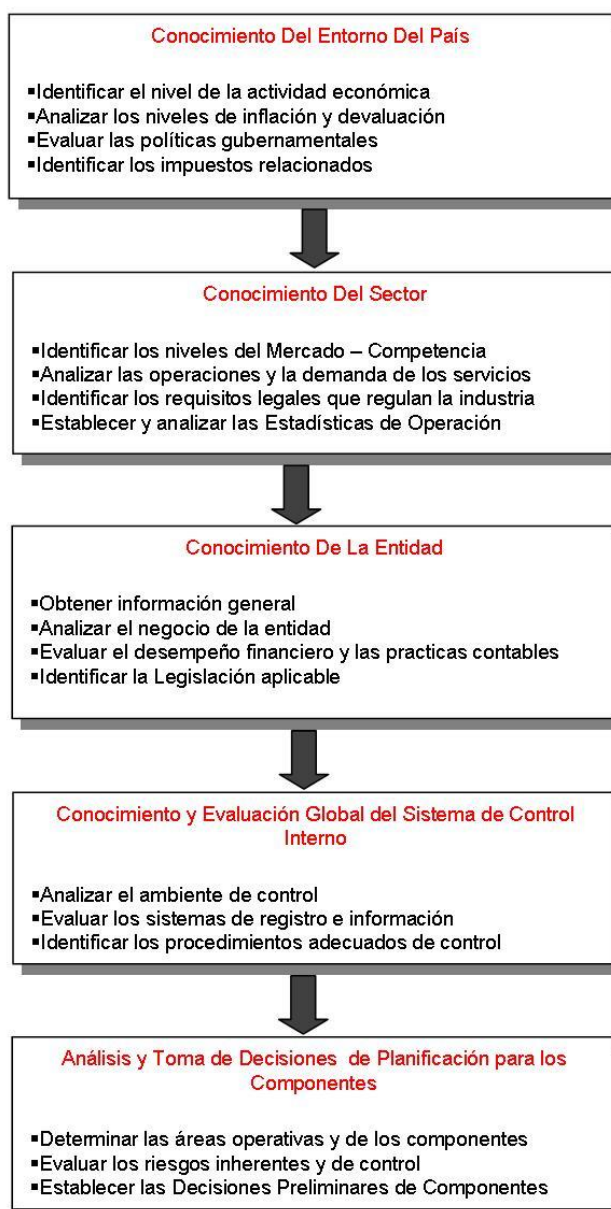 Conocimiento Del Entorno Del País
▪Identificar el nivel de la actividad económica
▪Analizar los niveles de inflación y devaluación
▪Evaluar las políticas gubernamentales
▪Identificar los impuestos relacionados
Conocimiento Del Sector
▪Identificar los niveles del Mercado – Competencia
▪Analizar las operaciones y la demanda de los servicios
▪Identificar los requisitos legales que regulan la industria
▪Establecer y analizar las Estadísticas de Operación
Conocimiento De La Entidad
▪Obtener información general
▪Analizar el negocio de la entidad
▪Evaluar el desempeño financiero y las practicas contables
▪Identificar la Legislación aplicable
Conocimiento y Evaluación Global del Sistema de Control
Interno
▪Analizar el ambiente de control
▪Evaluar los sistemas de registro e información
▪Identificar los procedimientos adecuados de control
Análisis y Toma de Decisiones de Planificación para los
Componentes
▪Determinar las áreas operativas y de los componentes
▪Evaluar los riesgos inherentes y de control
▪Establecer las Decisiones Preliminares de Componentes